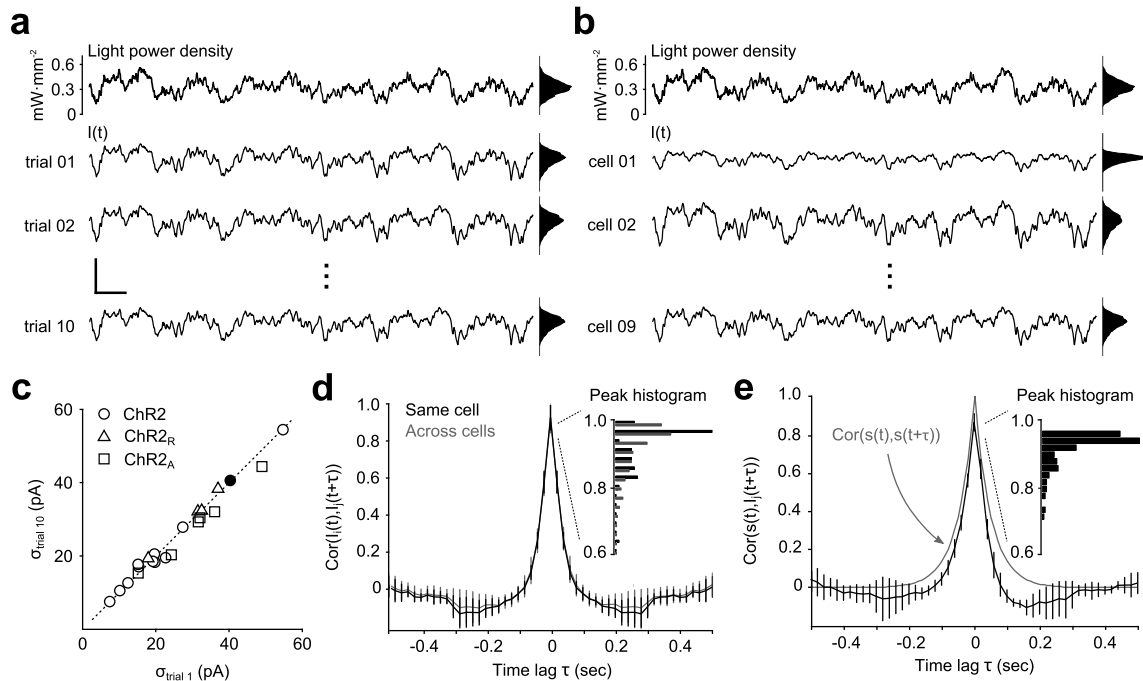 a
Light power density
mW·mm-2
0.6
0.3
0
I(t)
trial 01
trial 02
trial 10
b
Light power density
mW·mm-2
0.6
0.3
0
I(t)
cell 01
cell 02
cell 09
c
60
40
20
ChR2
ChR2R
ChR2A
σtrial 10 (pA)
0 20 40 60
σtrial 1 (pA)
d
1.0
0.8
0.6
0.4
0.2
0
Cor(Ii(t),Ij(t+τ))
Same cell
Across cells
Peak histogram
1.0
0.8
0.6
-0.4 -0.2 0 0.2 0.4
Time lag τ (sec)
e
1.0
0.8
0.6
0.4
0.2
0
Cor(s(t),Ij(t+τ))
Cor(s(t),s(t+τ))
Peak histogram
1.0
0.8
0.6
-0.4 -0.2 0 0.2 0.4
Time lag τ (sec)